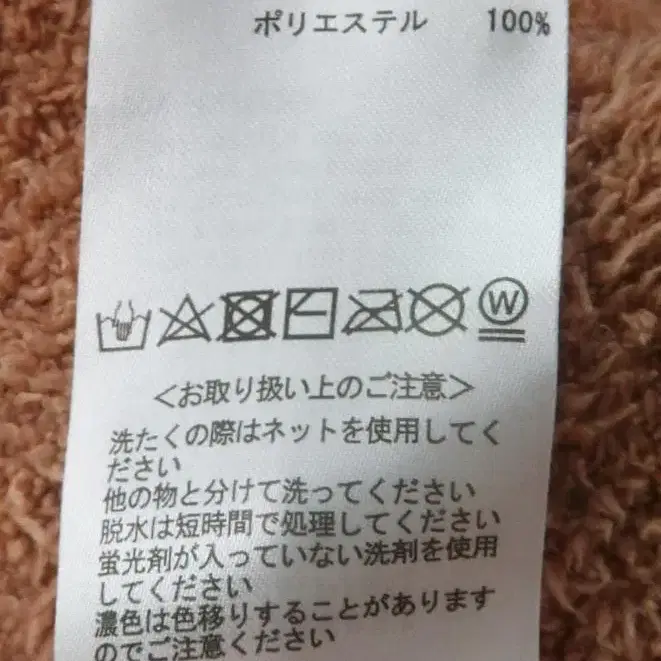 ポリエステル 100%
W
<お取り扱い上のご注意>
洗たくの際はネットを使用してく
ださい
他の物と分けて洗ってください
脱水は短時間で処理してください
蛍光剤が入っていない洗剤を使用
してください
濃色は色移りすることがあります
のでご注意ください